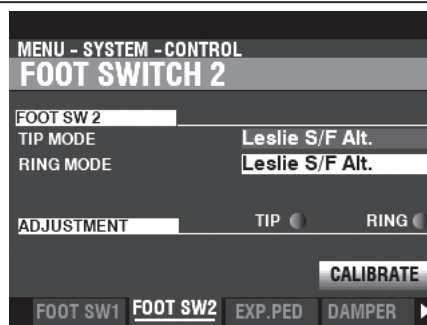 MENU - SYSTEM - CONTROL
FOOT SWITCH 2
FOOT SW 2
TIP MODE Leslie S/F Alt.
RING MODE Leslie S/F Alt.
ADJUSTMENT TIP RING
CALIBRATE
FOOT SW1 FOOT SW2 EXP.PED DAMPER